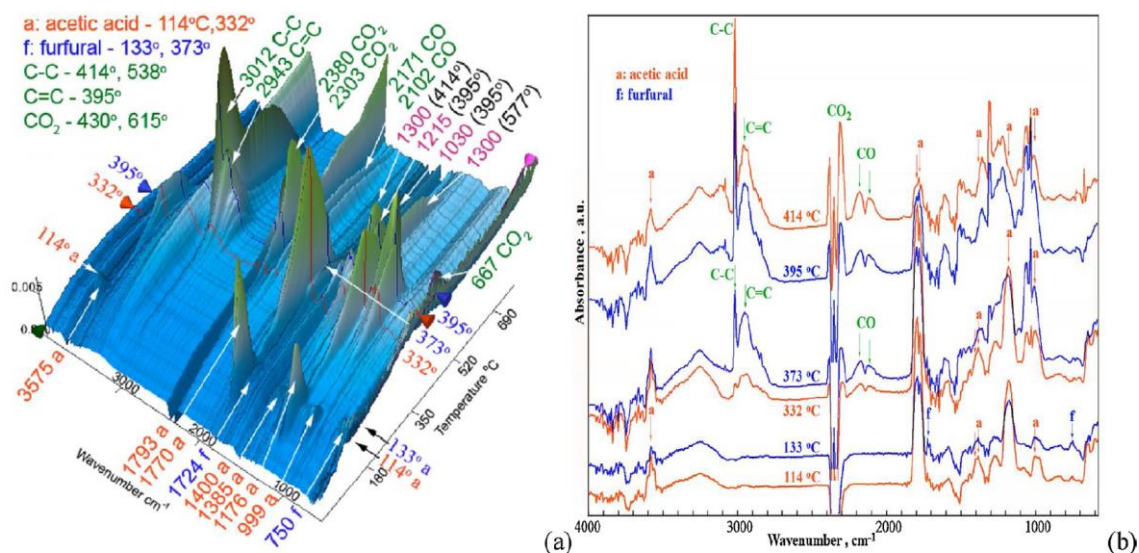 a: acetic acid - 114°C,332°
f: furfural - 133°, 373°
C-C - 414°, 538°
C=C - 395°
CO₂ - 430°, 615°
3012 C-C
2943 C=C
2380 CO₂
2303 CO₂
2171 CO
2102 CO
1300 (414°)
1215 (395°)
1030 (395°)
1300 (577°)
395°
332°
114° a
0.005
3575 a
667 CO₂
395°
373°
332°
690
520
350
180
Temperature °C
133° a
114° a
3000
2000
1000
Wavenumber cm⁻¹
1793 a
1770 a
1724 f
1400 a
1385 a
1176 a
999 a
750 f
(a)
C-C
a: acetic acid
f: furfural
CO₂
C=C
CO
a
a
a
a
a
414 °C
395 °C
C-C
C=C
CO
a
a
a
373 °C
332 °C
a
f
a
a
f
133 °C
114 °C
Absorbance, a.u.
4000
3000
2000
1000
Wavenumber, cm⁻¹
(b)